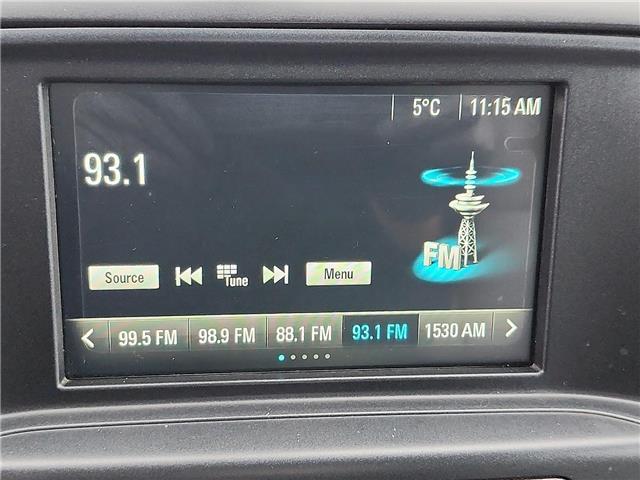 5°C 11:15 AM
93.1
FM
Source Tune Menu
< 99.5 FM 98.9 FM 88.1 FM 93.1 FM 1530 AM >